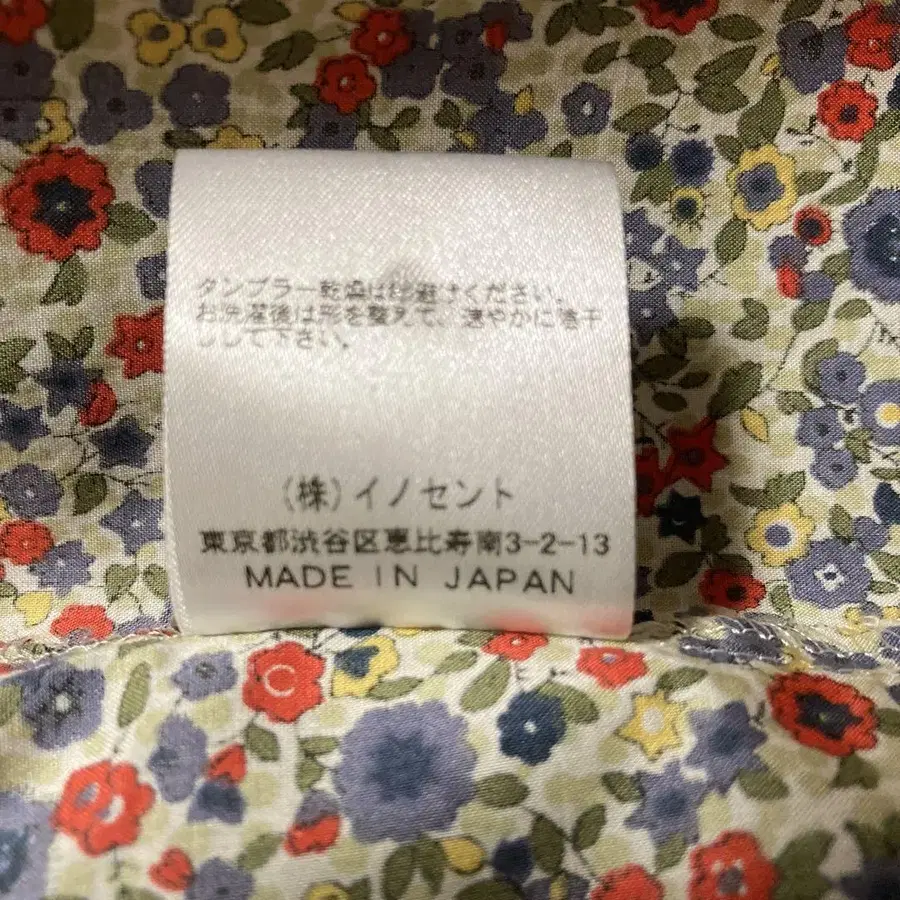 タンブラー乾燥はお避けください。
お洗濯後は形を整えて、速やかに陰干
しして下さい。
(株)イノセント
東京都渋谷区恵比寿南3-2-13
MADE IN JAPAN